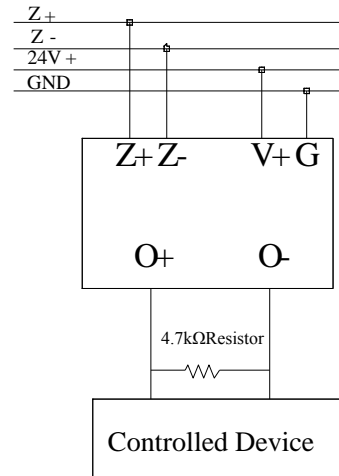 Z +
Z -
24V +
GND
Z+ Z- V+ G
O+ O-
4.7kΩResistor
Controlled Device